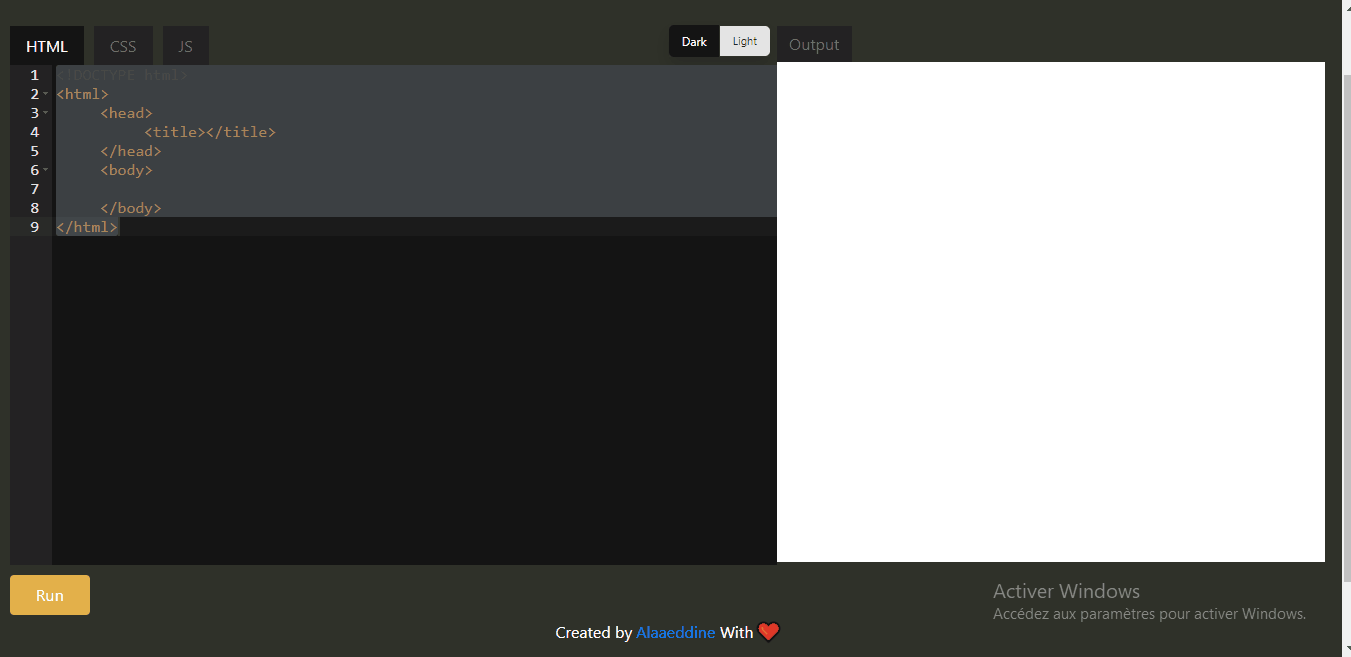 HTML CSS JS Dark Light Output
1 <!DOCTYPE html>
2 <html>
3 <head>
4 <title></title>
5 </head>
6 <body>
7
8 </body>
9 </html>
Run
Activer Windows
Accédez aux paramètres pour activer Windows.
Created by Alaaeddine With ❤️